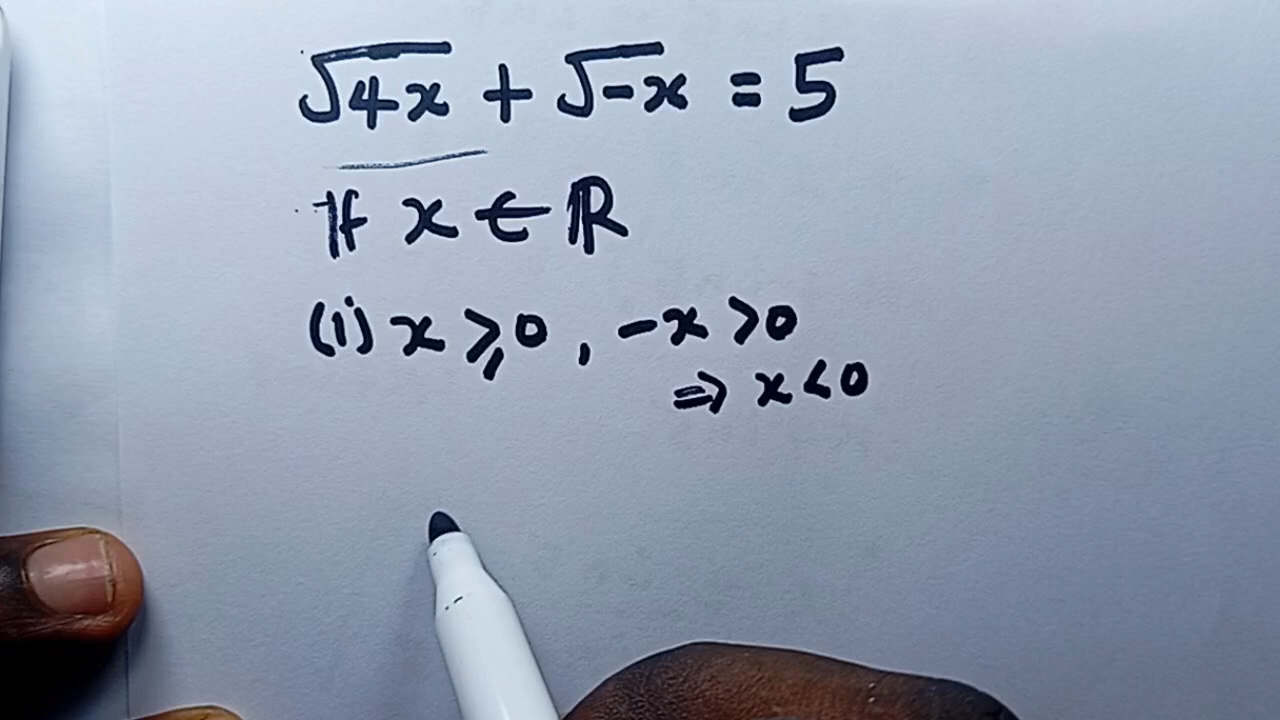 √4x + √-x = 5
If x ∈ ℝ
(i) x ⩾ 0, -x > 0
⇒ x < 0